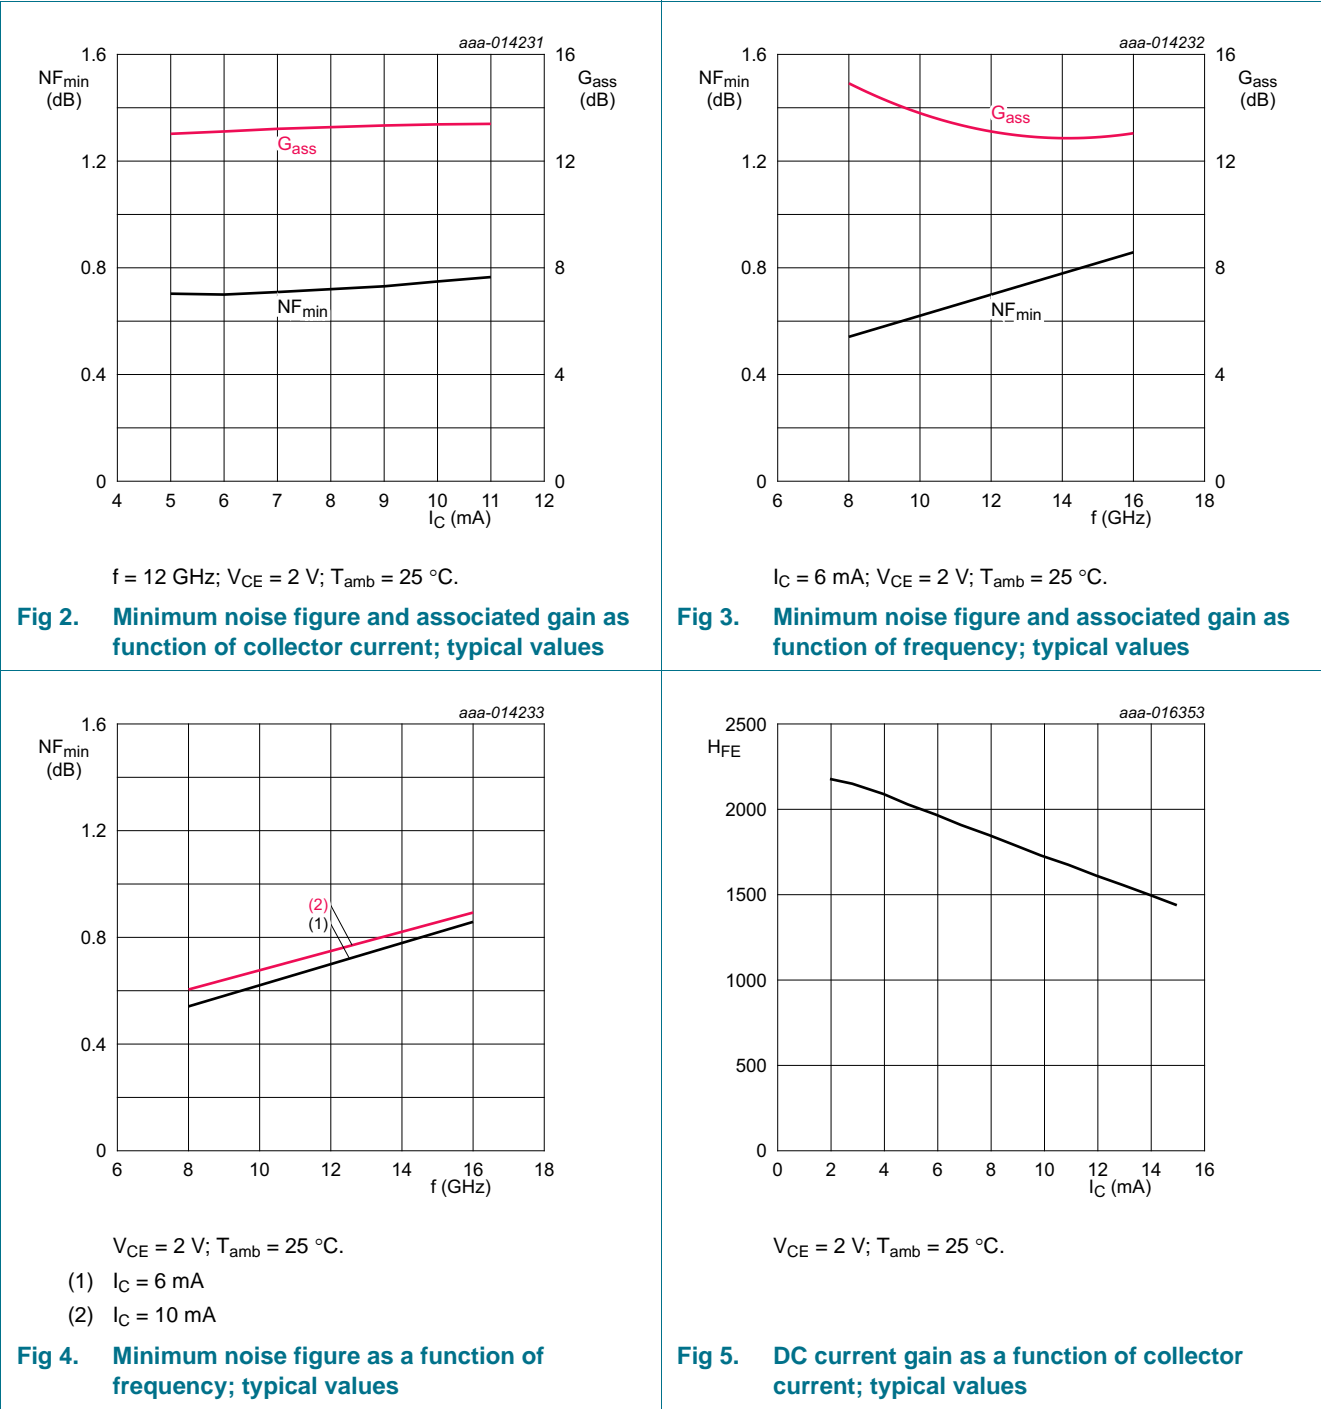 aaa-014231
1.6
16
NFmin
(dB)
Gass
(dB)
Gass
1.2
12
0.8
8
NFmin
0.4
4
0
0
4 5 6 7 8 9 10 11 12
IC (mA)
f = 12 GHz; VCE = 2 V; Tamb = 25 °C.
Fig 2. Minimum noise figure and associated gain as
function of collector current; typical values
aaa-014232
1.6
16
NFmin
(dB)
Gass
(dB)
Gass
1.2
12
0.8
8
NFmin
0.4
4
0
0
6 8 10 12 14 16 18
f (GHz)
IC = 6 mA; VCE = 2 V; Tamb = 25 °C.
Fig 3. Minimum noise figure and associated gain as
function of frequency; typical values
aaa-014233
1.6
NFmin
(dB)
1.2
(2)
(1)
0.8
0.4
0
6 8 10 12 14 16 18
f (GHz)
VCE = 2 V; Tamb = 25 °C.
(1) IC = 6 mA
(2) IC = 10 mA
Fig 4. Minimum noise figure as a function of
frequency; typical values
aaa-016353
2500
HFE
2000
1500
1000
500
0
0 2 4 6 8 10 12 14 16
IC (mA)
VCE = 2 V; Tamb = 25 °C.
Fig 5. DC current gain as a function of collector
current; typical values